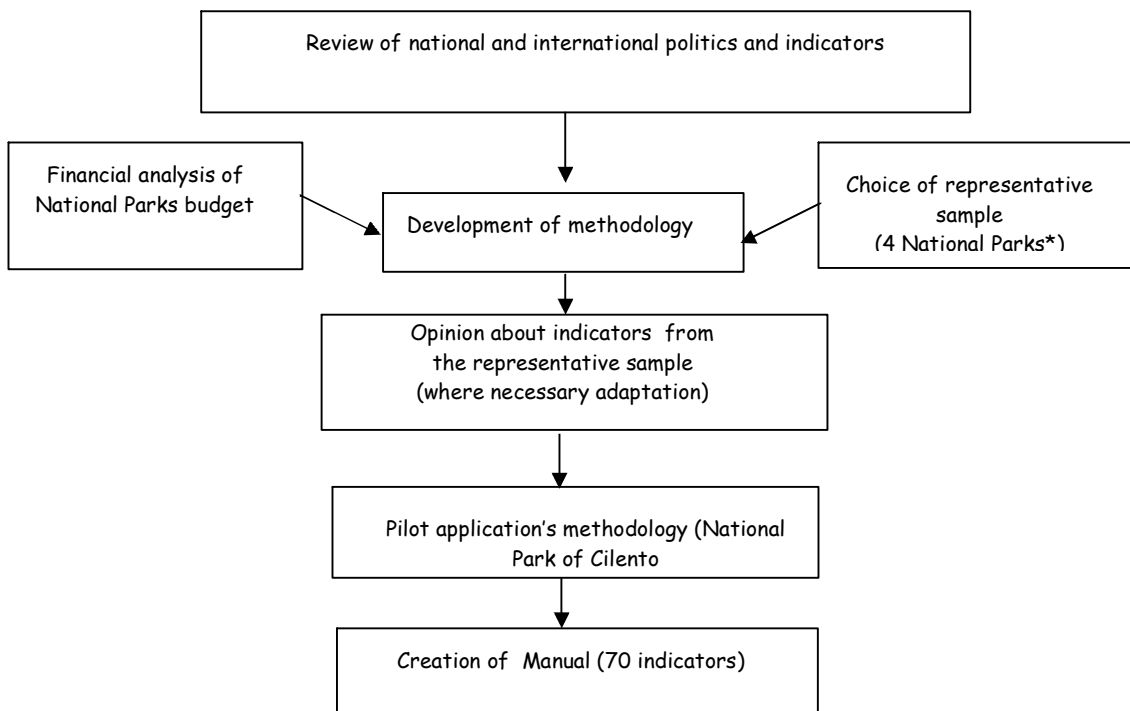 Review of national and international politics and indicators
Financial analysis of
National Parks budget
Development of methodology
Choice of representative
sample
(4 National Parks*)
Opinion about indicators from
the representative sample
(where necessary adaptation)
Pilot application's methodology (National
Park of Cilento
Creation of Manual (70 indicators)